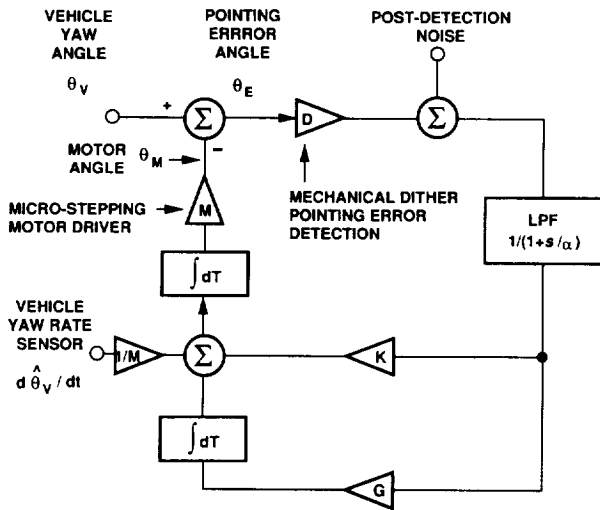 VEHICLE
YAW
ANGLE
θV
POINTING
ERRROR
ANGLE
θE
POST-DETECTION
NOISE
+
Σ
D
Σ
−
MOTOR
ANGLE
θM
MICRO-STEPPING
MOTOR DRIVER
M
MECHANICAL DITHER
POINTING ERROR
DETECTION
LPF
1/(1+s/α)
∫dT
VEHICLE
YAW RATE
SENSOR
d θ̂V/dt
1/M
Σ
K
∫dT
G